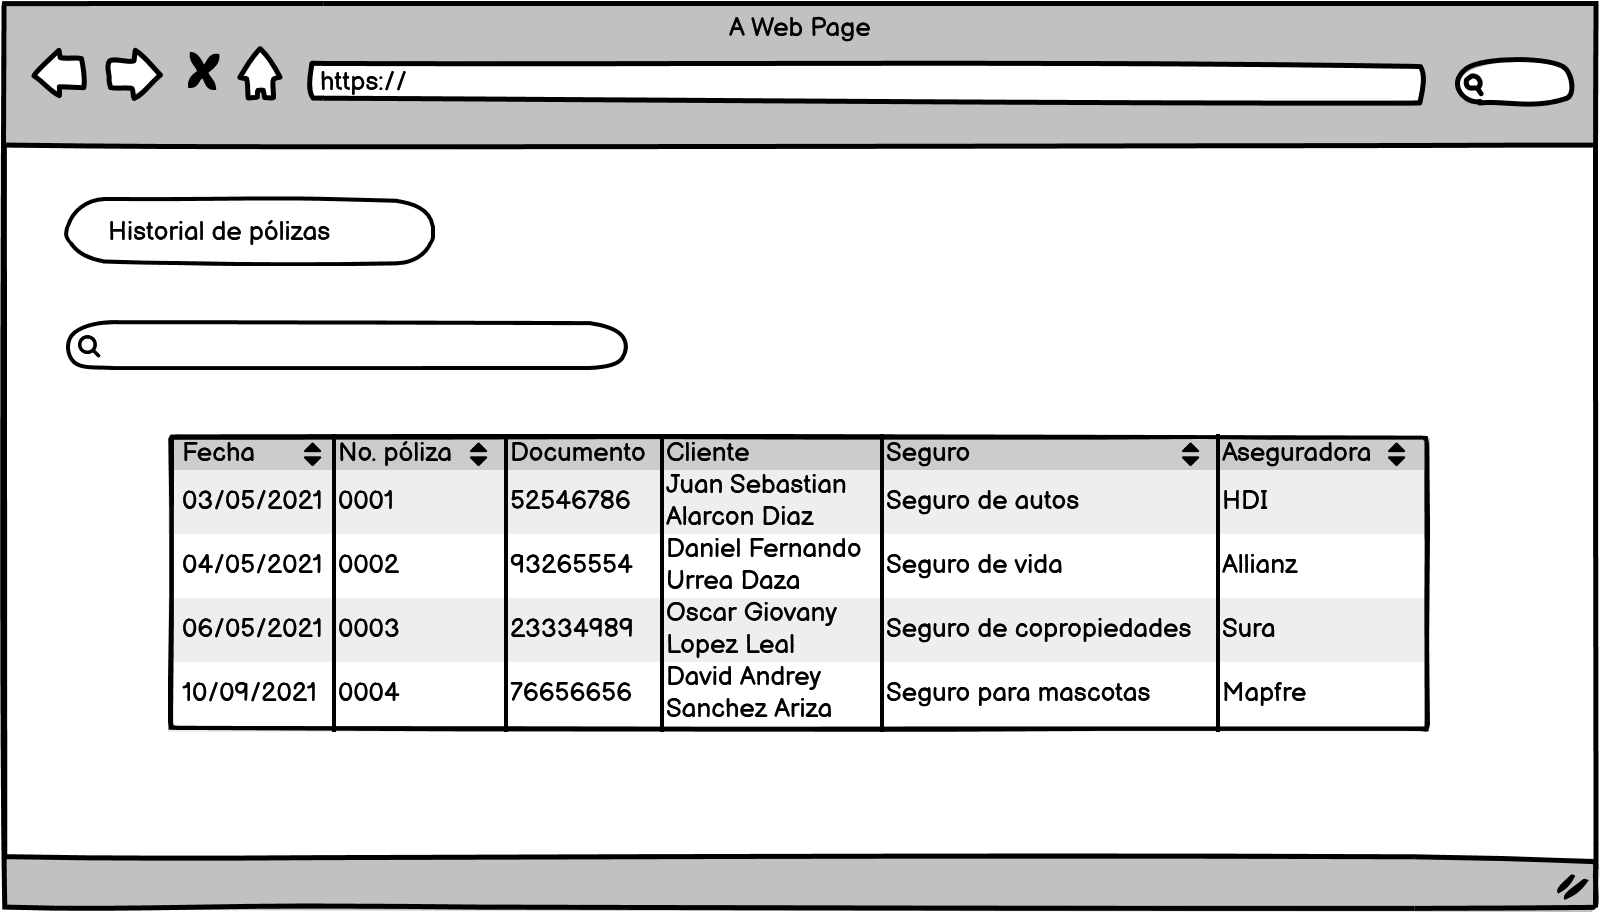 A Web Page
https://
Historial de pólizas
Fecha No. póliza Documento Cliente Seguro Aseguradora
03/05/2021 0001 52546786 Juan Sebastian Alarcon Diaz Seguro de autos HDI
04/05/2021 0002 93265554 Daniel Fernando Urrea Daza Seguro de vida Allianz
06/05/2021 0003 23334989 Oscar Giovany Lopez Leal Seguro de copropiedades Sura
10/09/2021 0004 76656656 David Andrey Sanchez Ariza Seguro para mascotas Mapfre